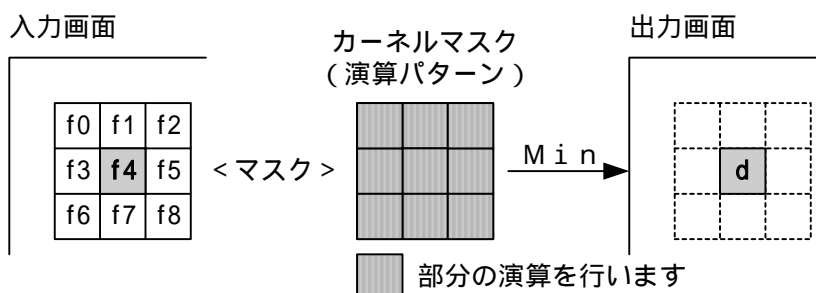 入力画面
カーネルマスク
(演算パターン)
出力画面
f0 f1 f2
f3 f4 f5
f6 f7 f8
<マスク>
Min
d
部分の演算を行います